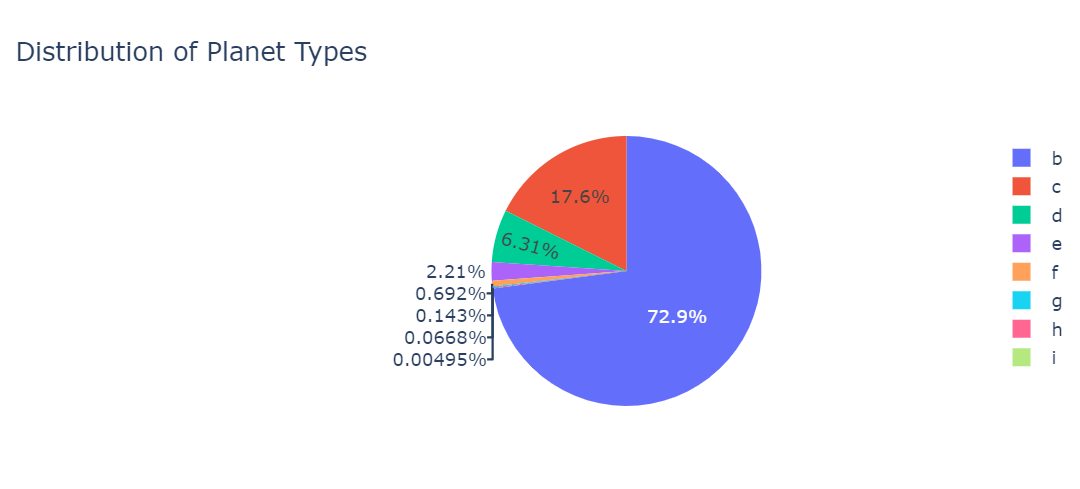 Distribution of Planet Types
17.6%
6.31%
2.21%
0.692%
0.143%
0.0668%
0.00495%
72.9%
b
c
d
e
f
g
h
i